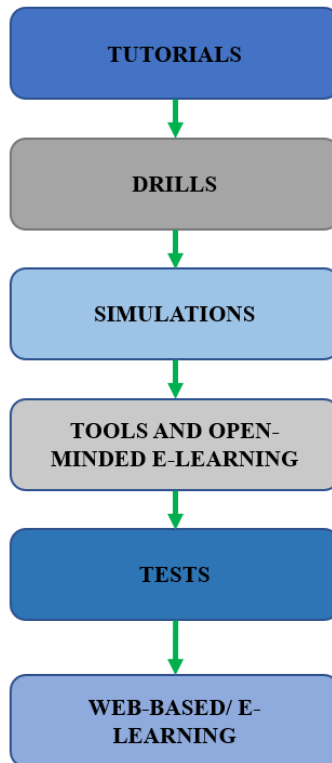 TUTORIALS
DRILLS
SIMULATIONS
TOOLS AND OPEN-
MINDED E-LEARNING
TESTS
WEB-BASED/ E-
LEARNING